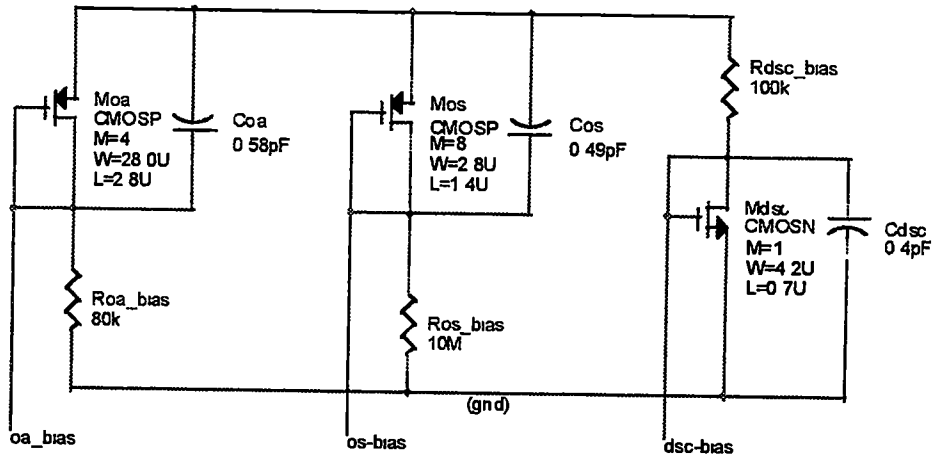 Moa
CMOSP
M=4
W=28 0U
L=2 8U
Coa
0 58pF
Mos
CMOSP
M=8
W=2 8U
L=1 4U
Cos
0 49pF
Rdsc_bias
100k
Mdsc
CMOSN
M=1
W=4 2U
L=0 7U
Cdsc
0 4pF
Roa_bias
80k
Ros_bias
10M
(gnd)
oa_bias
os-bias
dsc-bias